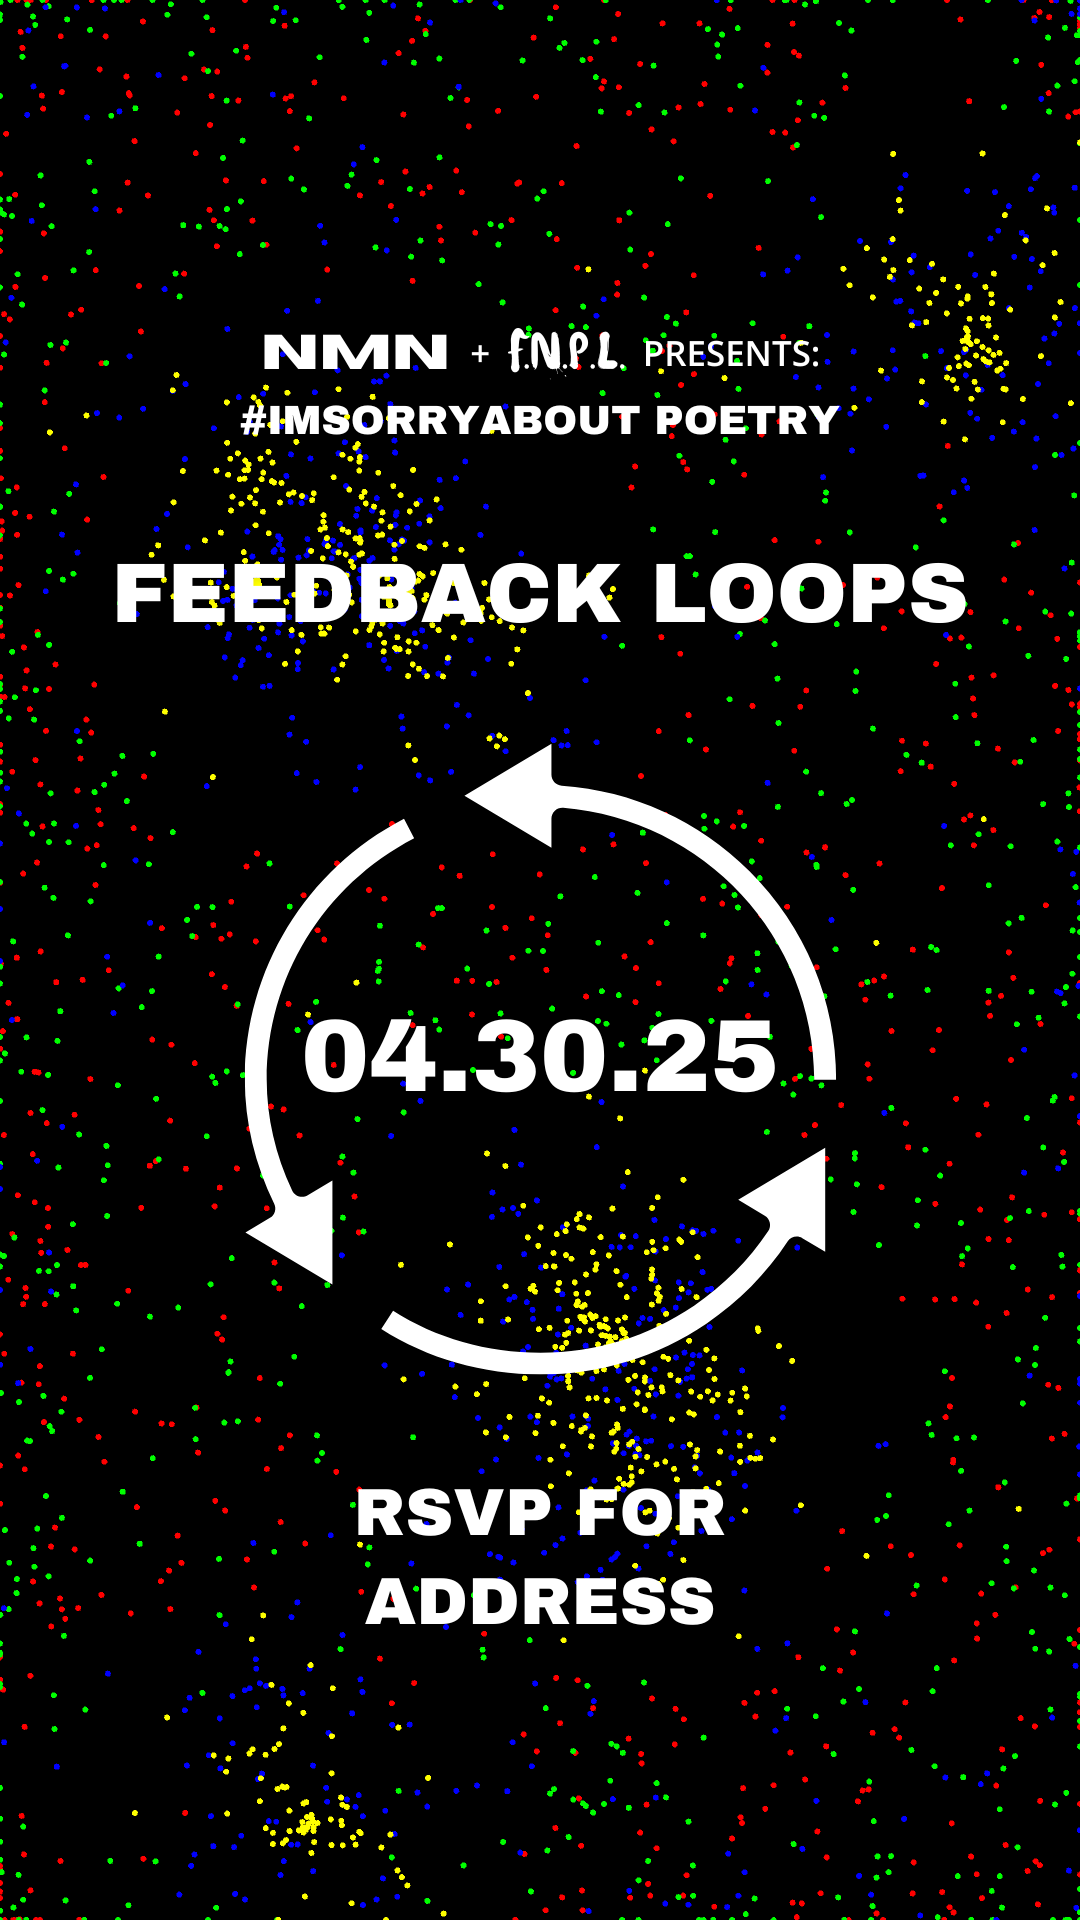 NMN + F.N.P.L. PRESENTS:
#IMSORRYABOUT POETRY
FEEDBACK LOOPS
04.30.25
RSVP FOR
ADDRESS